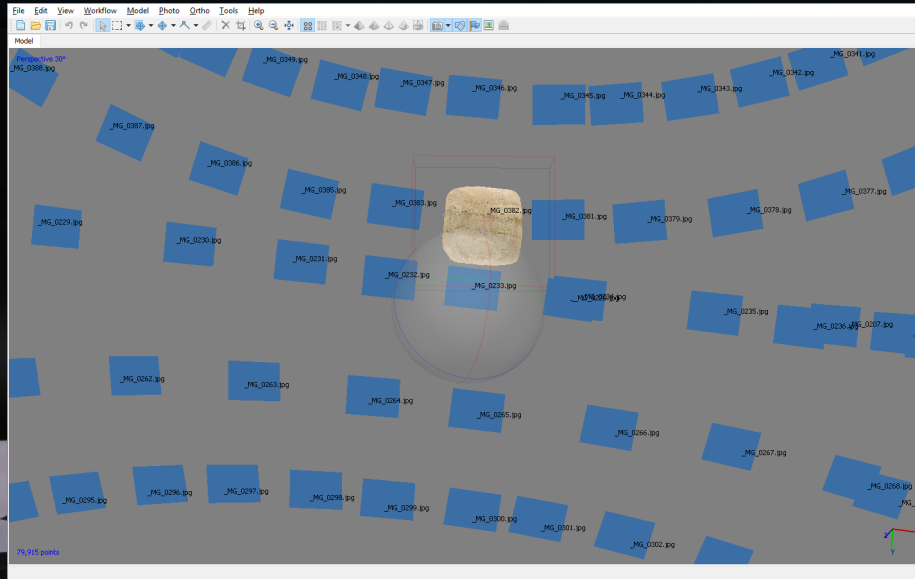 File Edit View Workflow Model Photo Ortho Tools Help
Model
Perspective 30°
_MG_0388.jpg
_MG_0349.jpg
_MG_0348.jpg
_MG_0347.jpg
_MG_0346.jpg
_MG_0345.jpg
_MG_0344.jpg
_MG_0343.jpg
_MG_0342.jpg
_MG_0341.jpg
_MG_0387.jpg
_MG_0386.jpg
_MG_0385.jpg
_MG_0383.jpg
_MG_0382.jpg
_MG_0381.jpg
_MG_0379.jpg
_MG_0378.jpg
_MG_0377.jpg
_MG_0229.jpg
_MG_0230.jpg
_MG_0231.jpg
_MG_0232.jpg
_MG_0233.jpg
_MG_0235.jpg
_MG_0236
_MG_0207.jpg
_MG_0262.jpg
_MG_0263.jpg
_MG_0264.jpg
_MG_0265.jpg
_MG_0266.jpg
_MG_0267.jpg
_MG_0268.jpg
_MG_
_MG_0295.jpg
_MG_0296.jpg
_MG_0297.jpg
_MG_0298.jpg
_MG_0299.jpg
_MG_0300.jpg
_MG_0301.jpg
_MG_0302.jpg
79,915 points
Z
Y